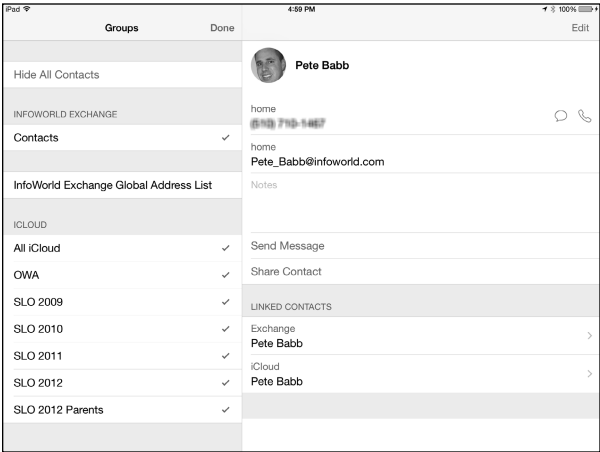 iPad 4:59 PM 100%
Groups Done Edit
Hide All Contacts
INFOWORLD EXCHANGE
Contacts
InfoWorld Exchange Global Address List
ICLOUD
All iCloud
OWA
SLO 2009
SLO 2010
SLO 2011
SLO 2012
SLO 2012 Parents
Pete Babb
home
home
Pete_Babb@infoworld.com
Notes
Send Message
Share Contact
LINKED CONTACTS
Exchange
Pete Babb
iCloud
Pete Babb